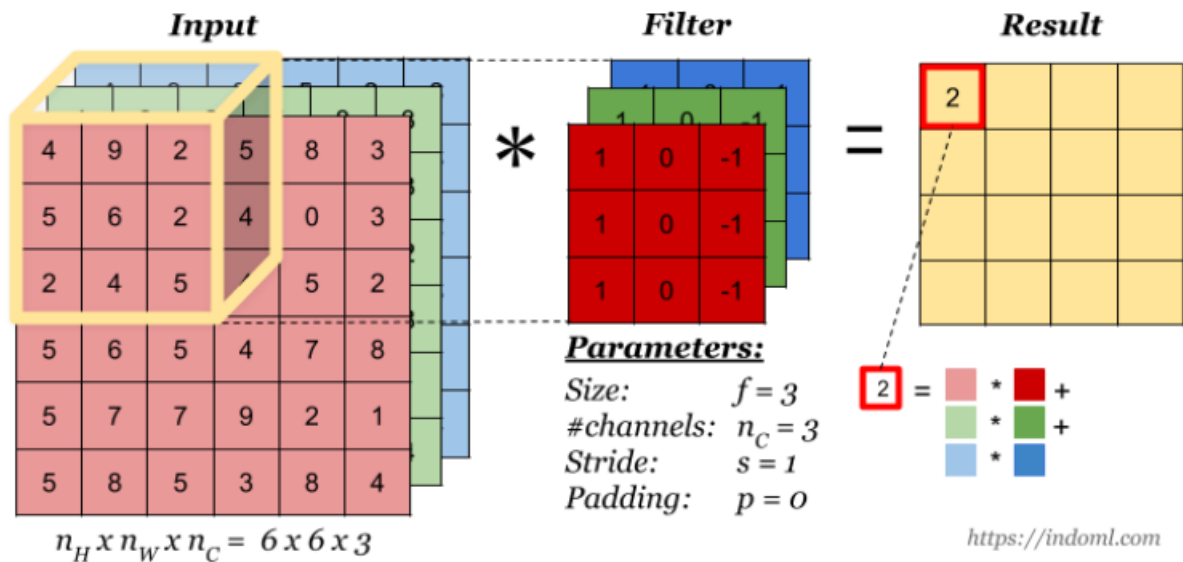 Input
Filter
Result
4 9 2 5 8 3
5 6 2 4 0 3
2 4 5 5 2
5 6 5 4 7 8
5 7 7 9 2 1
5 8 5 3 8 4
n_H x n_W x n_C = 6 x 6 x 3
*
1 0 -1
1 0 -1
1 0 -1
1 0 -1
Parameters:
Size: f = 3
#channels: n_C = 3
Stride: s = 1
Padding: p = 0
=
2
2 = * +
* +
*
https://indoml.com